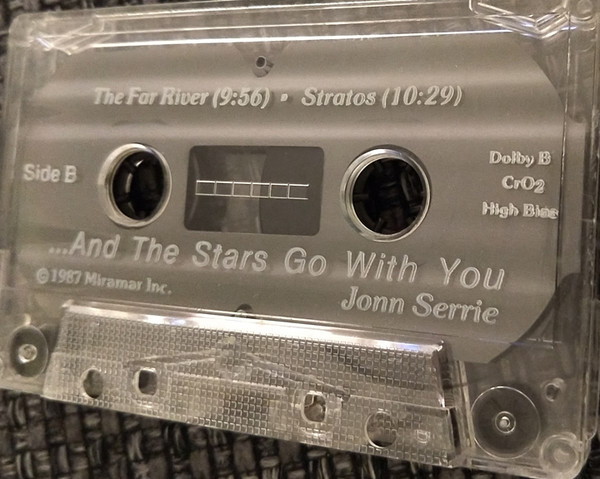 The Far River (9:56) • Stratos (10:29)
Side B
Dolby B
CrO2
High Bias
...And The Stars Go With You
©1987 Miramar Inc.
Jonn Serrie